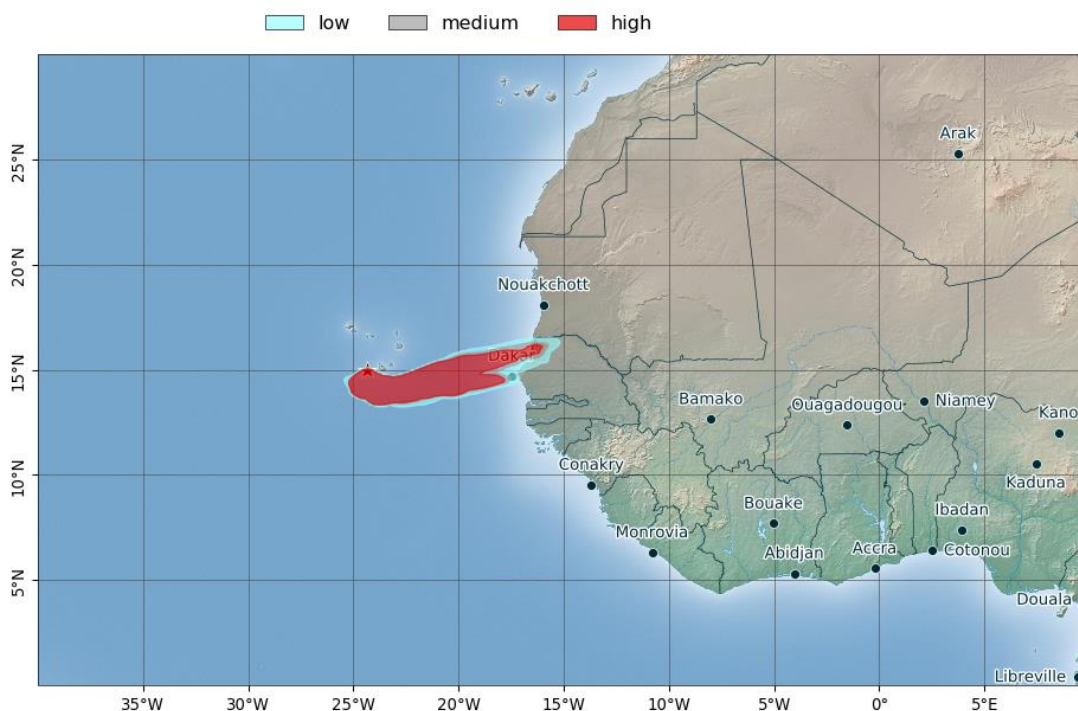 low medium high
Arak
Nouakchott
Dakar
Bamako
Ouagadougou
Niamey
Kano
Conakry
Kaduna
Bouake
Ibadan
Monrovia
Abidjan
Accra
Cotonou
Douala
Libreville
25°N
20°N
15°N
10°N
5°N
35°W 30°W 25°W 20°W 15°W 10°W 5°W 0° 5°E